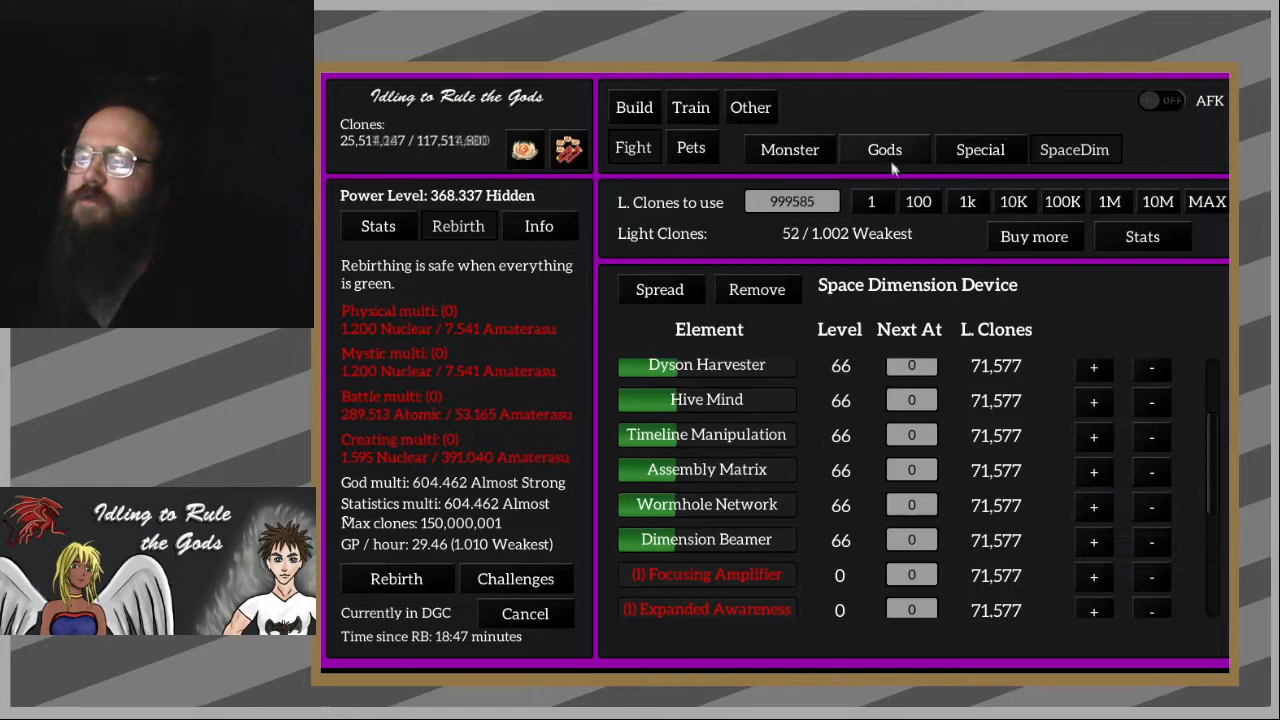 Idling to Rule the Gods
Clones:
/ 117,514,800
Power Level: 368.337 Hidden
Stats Rebirth Info
Rebirthing is safe when everything
is green.
Physical multi: (0)
1.200 Nuclear / 7.541 Amaterasu
Mystic multi: (0)
1.200 Nuclear / 7.541 Amaterasu
Battle multi: (0)
289.513 Atomic / 53.165 Amaterasu
Creating multi: (0)
1.595 Nuclear / 391.040 Amaterasu
God multi: 604.462 Almost Strong
Statistics multi: 604.462 Almost
Max clones: 150,000,001
GP / hour: 29.46 (1.010 Weakest)
Rebirth Challenges
Currently in DGC Cancel
Time since RB: 18:47 minutes
Build Train Other
OFF AFK
Fight Pets Monster Gods Special SpaceDim
L. Clones to use 999585 1 100 1k 10K 100K 1M 10M MAX
Light Clones: 52 / 1.002 Weakest Buy more Stats
Spread Remove Space Dimension Device
Element Level Next At L. Clones
Dyson Harvester 66 0 71,577 + -
Hive Mind 66 0 71,577 + -
Timeline Manipulation 66 0 71,577 + -
Assembly Matrix 66 0 71,577 + -
Wormhole Network 66 0 71,577 + -
Dimension Beamer 66 0 71,577 + -
(I) Focusing Amplifier 0 0 71,577 + -
(I) Expanded Awareness 0 0 71,577 + -
Idling to Rule
the Gods